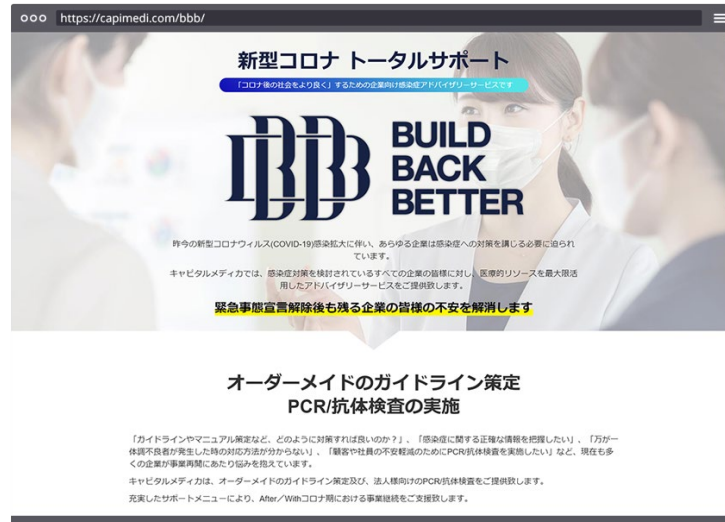 https://capimedi.com/bbb/
新型コロナ トータルサポート
「コロナ後の社会をより良く」するための企業向け感染症アドバイザリーサービスです
BBB
BUILD
BACK
BETTER
昨今の新型コロナウィルス(COVID-19)感染拡大に伴い、あらゆる企業は感染症への対策を講じる必要に迫られ
ています。
キャピタルメディカでは、感染症対策を検討されているすべての企業の皆様に対し、医療的リソースを最大限活
用したアドバイザリーサービスをご提供致します。
緊急事態宣言解除後も残る企業の皆様の不安を解消します
オーダーメイドのガイドライン策定
PCR/抗体検査の実施
「ガイドラインやマニュアル策定など、どのように対策すれば良いのか？」、「感染症に関する正確な情報を把握したい」、「万が一
体調不良者が発生した時の対応方法が分からない」、「顧客や社員の不安軽減のためにPCR/抗体検査を実施したい」など、現在も多
くの企業が事業再開にあたり悩みを抱えています。
キャピタルメディカは、オーダーメイドのガイドライン策定及び、法人様向けのPCR/抗体検査をご提供致します。
充実したサポートメニューにより、After／Withコロナ期における事業継続をご支援致します。